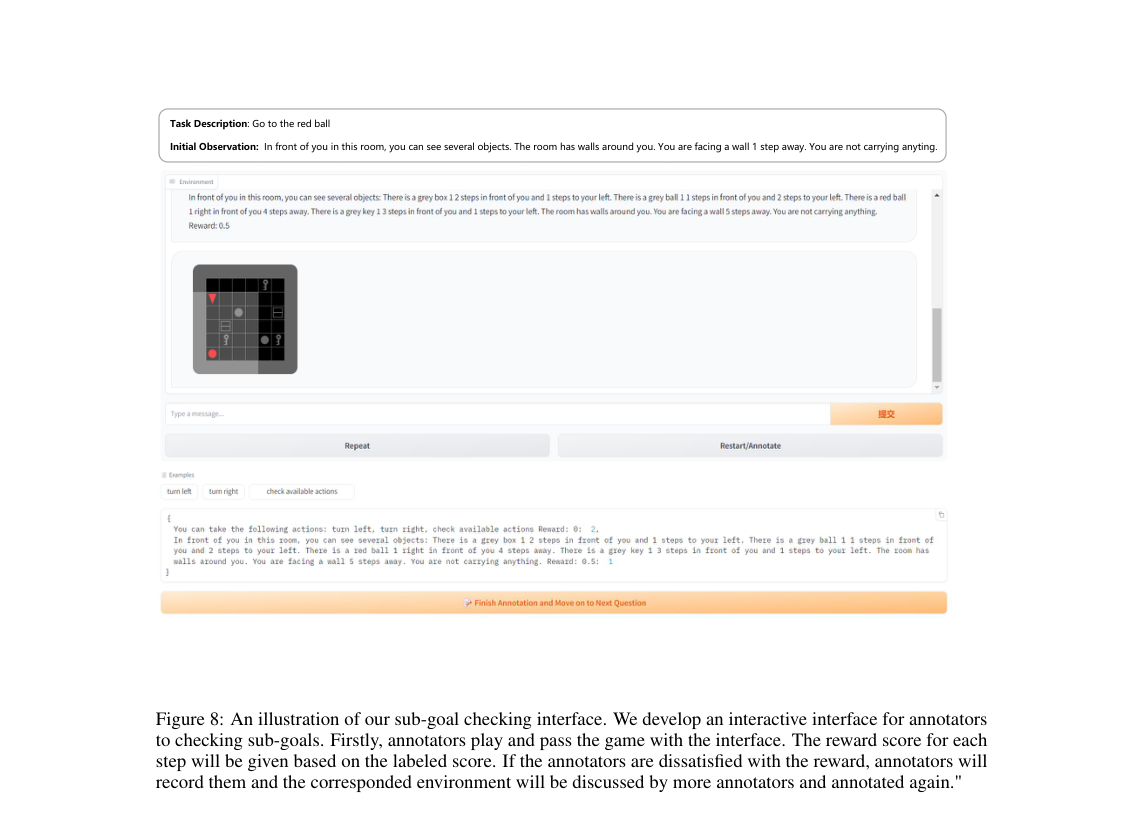 Task Description: Go to the red ball
Initial Observation: In front of you in this room, you can see several objects. The room has walls around you. You are facing a wall 1 step away. You are not carrying anyting.
Environment
In front of you in this room, you can see several objects: There is a grey box 1 2 steps in front of you and 1 steps to your left. There is a grey ball 1 1 steps in front of you and 2 steps to your left. There is a red ball
1 right in front of you 4 steps away. There is a grey key 1 3 steps in front of you and 1 steps to your left. The room has walls around you. You are facing a wall 5 steps away. You are not carrying anything.
Reward: 0.5
Type a message...
提交
Repeat
Restart/Annotate
Examples
turn left
turn right
check available actions
{
You can take the following actions: turn left, turn right, check available actions Reward: 0: 2,
In front of you in this room, you can see several objects: There is a grey box 1 2 steps in front of you and 1 steps to your left. There is a grey ball 1 1 steps in front of
you and 2 steps to your left. There is a red ball 1 right in front of you 4 steps away. There is a grey key 1 3 steps in front of you and 1 steps to your left. The room has
walls around you. You are facing a wall 5 steps away. You are not carrying anything. Reward: 0.5: 1
}
Finish Annotation and Move on to Next Question
Figure 8: An illustration of our sub-goal checking interface. We develop an interactive interface for annotators
to checking sub-goals. Firstly, annotators play and pass the game with the interface. The reward score for each
step will be given based on the labeled score. If the annotators are dissatisfied with the reward, annotators will
record them and the corresponded environment will be discussed by more annotators and annotated again."